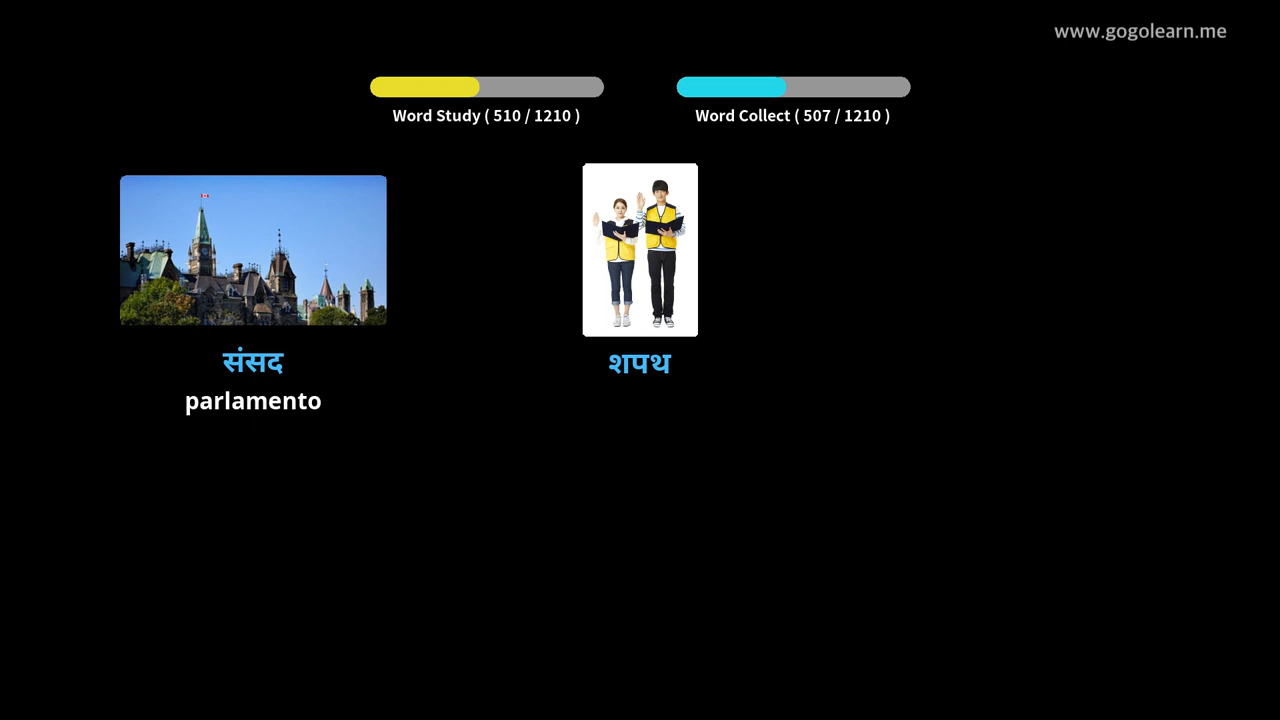 www.gogolearn.me
Word Study ( 510 / 1210 )
Word Collect ( 507 / 1210 )
संसद
parlamento
शपथ